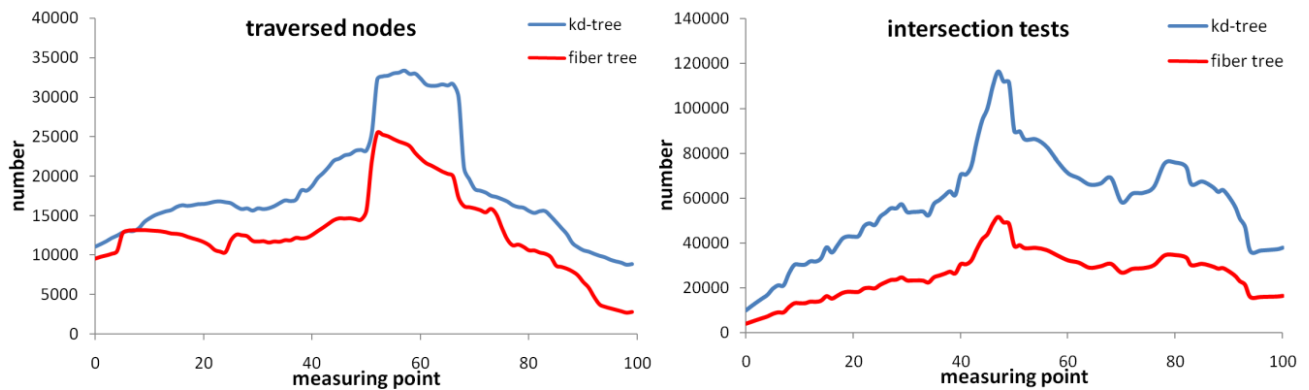 traversed nodes
kd-tree
fiber tree
number
40000
35000
30000
25000
20000
15000
10000
5000
0
0 20 40 60 80 100
measuring point
intersection tests
kd-tree
fiber tree
number
140000
120000
100000
80000
60000
40000
20000
0
0 20 40 60 80 100
measuring point